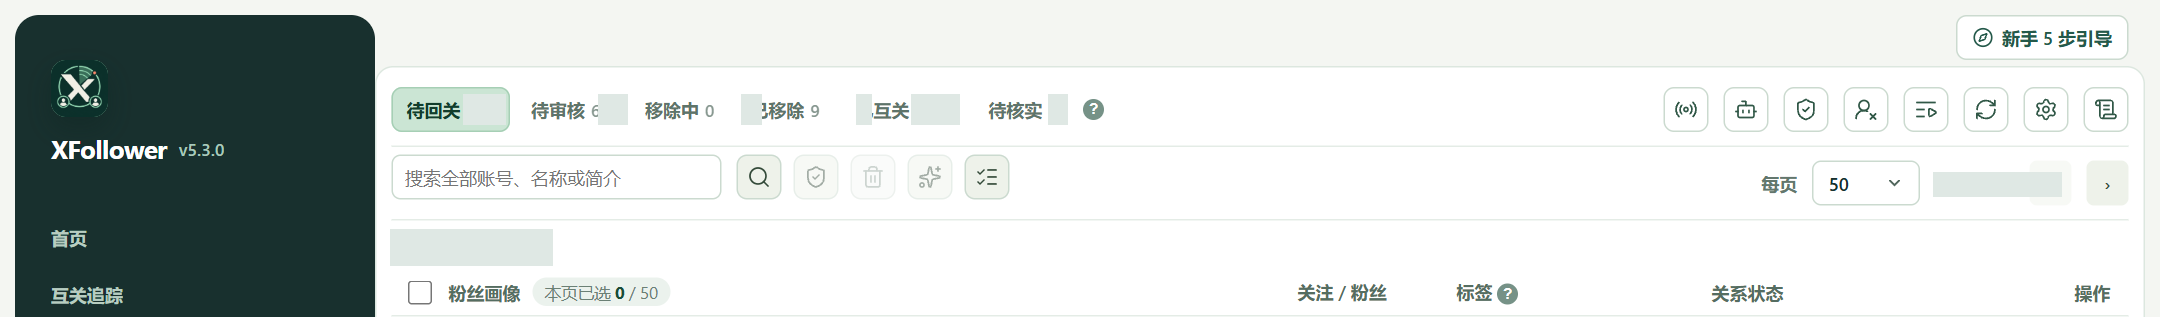 新手 5 步引导
待回关 待审核 6 移除中 0 已移除 9 互关 待核实 ?
XFollower v5.3.0
搜索全部账号、名称或简介
每页 50 ›
首页
粉丝画像 本页已选 0 / 50 关注 / 粉丝 标签 ? 关系状态 操作
互关追踪